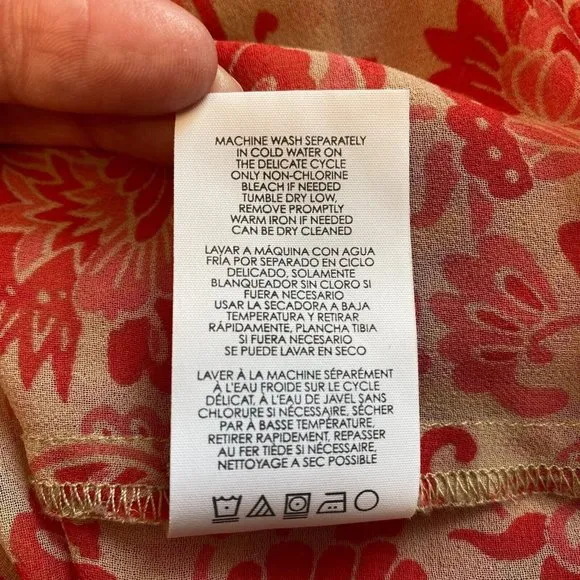 MACHINE WASH SEPARATELY
IN COLD WATER ON
THE DELICATE CYCLE
ONLY NON-CHLORINE
BLEACH IF NEEDED
TUMBLE DRY LOW,
REMOVE PROMPTLY
WARM IRON IF NEEDED
CAN BE DRY CLEANED
LAVAR A MÁQUINA CON AGUA
FRÍA POR SEPARADO EN CICLO
DELICADO, SOLAMENTE
BLANQUEADOR SIN CLORO SI
FUERA NECESARIO
USAR LA SECADORA A BAJA
TEMPERATURA Y RETIRAR
RÁPIDAMENTE, PLANCHA TIBIA
SI FUERA NECESARIO
SE PUEDE LAVAR EN SECO
LAVER À LA MACHINE SÉPARÉMENT
À L'EAU FROIDE SUR LE CYCLE
DÉLICAT, À L'EAU DE JAVEL SANS
CHLORURE SI NÉCESSAIRE, SÉCHER
PAR À BASSE TEMPÉRATURE,
RETIRER RAPIDEMENT, REPASSER
AU FER TIÈDE SI NÉCESSAIRE,
NETTOYAGE A SEC POSSIBLE